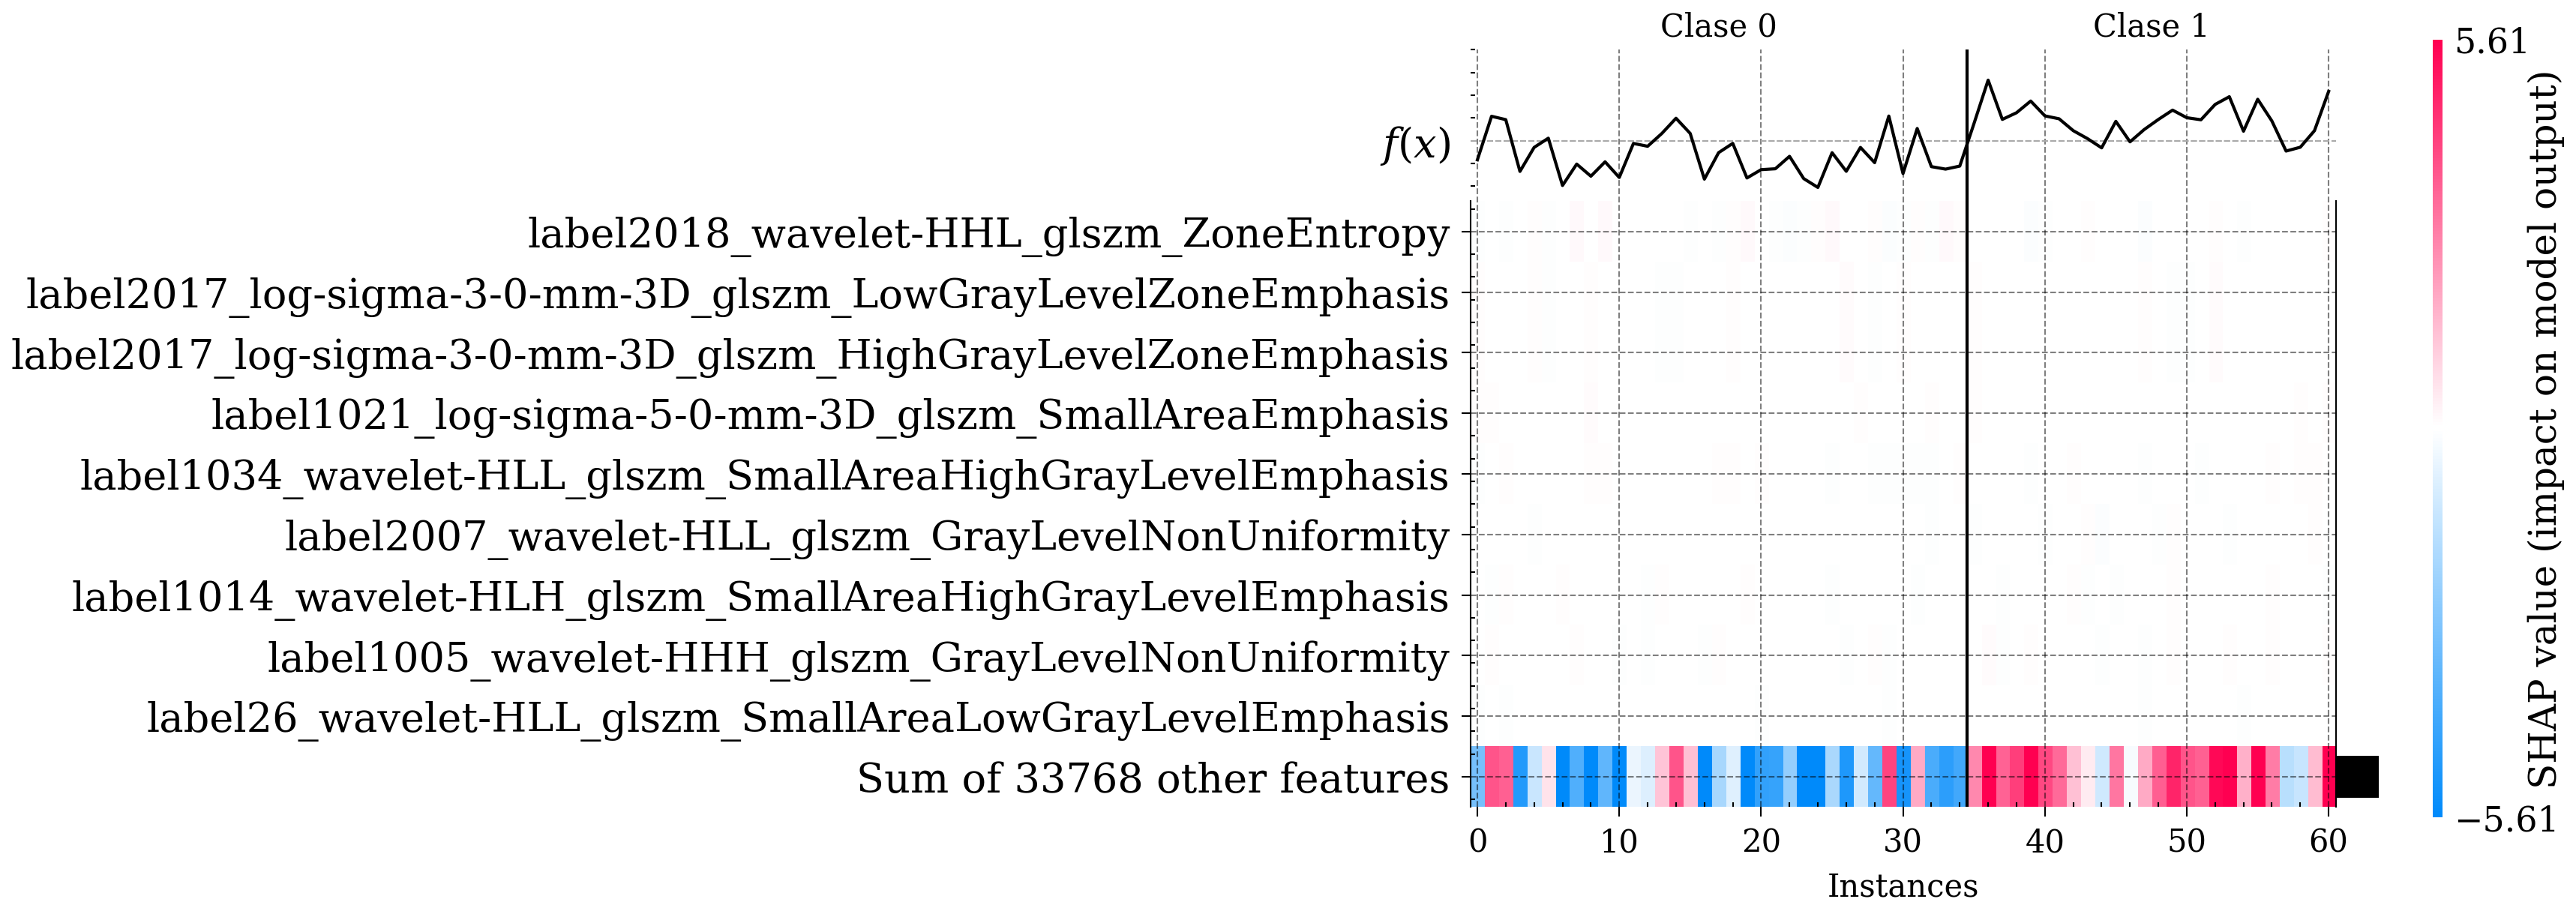 Clase 0
Clase 1
5.61
f(x)
label2018_wavelet-HHL_glszm_ZoneEntropy
label2017_log-sigma-3-0-mm-3D_glszm_LowGrayLevelZoneEmphasis
label2017_log-sigma-3-0-mm-3D_glszm_HighGrayLevelZoneEmphasis
label1021_log-sigma-5-0-mm-3D_glszm_SmallAreaEmphasis
label1034_wavelet-HLL_glszm_SmallAreaHighGrayLevelEmphasis
label2007_wavelet-HLL_glszm_GrayLevelNonUniformity
label1014_wavelet-HLH_glszm_SmallAreaHighGrayLevelEmphasis
label1005_wavelet-HHH_glszm_GrayLevelNonUniformity
label26_wavelet-HLL_glszm_SmallAreaLowGrayLevelEmphasis
Sum of 33768 other features
0 10 20 30 40 50 60
Instances
SHAP value (impact on model output)
−5.61